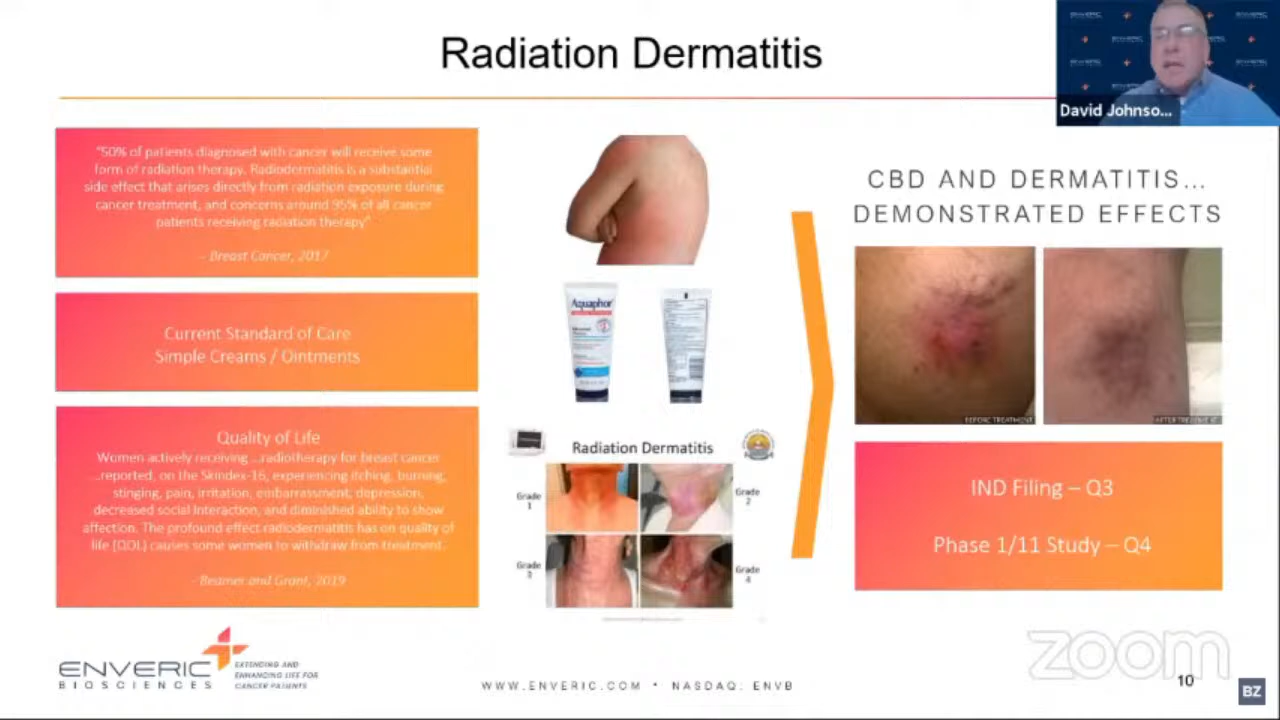 Radiation Dermatitis
David Johnso...
"50% of patients diagnosed with cancer will receive some
form of radiation therapy. Radiodermatitis is a substantial
side effect that arises directly from radiation exposure during
cancer treatment, and concerns around 95% of all cancer
patients receiving radiation therapy"
- Breast Cancer, 2017
Current Standard of Care
Simple Creams / Ointments
Quality of Life
Women actively receiving ...radiotherapy for breast cancer
...reported, on the Skindex-16, experiencing itching, burning,
stinging, pain, irritation, embarrassment, depression,
decreased social interaction, and diminished ability to show
affection. The profound effect radiodermatitis has on quality of
life (QOL) causes some women to withdraw from treatment.
- Beamer and Grant, 2019
Aquaphor
Radiation Dermatitis
Grade
1
Grade
2
Grade
3
Grade
4
CBD AND DERMATITIS...
DEMONSTRATED EFFECTS
BEFORE TREATMENT
AFTER TREATMENT
IND Filing – Q3
Phase 1/11 Study – Q4
ENVERIC
BIOSCIENCES
EXTENDING AND
ENHANCING LIFE FOR
CANCER PATIENTS
WWW.ENVERIC.COM • NASDAQ: ENVB
zoom
10
BZ